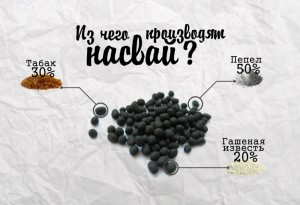 Из чего производят
насвай?
Табак
30%
Пепел
50%
Гашеная
известь
20%